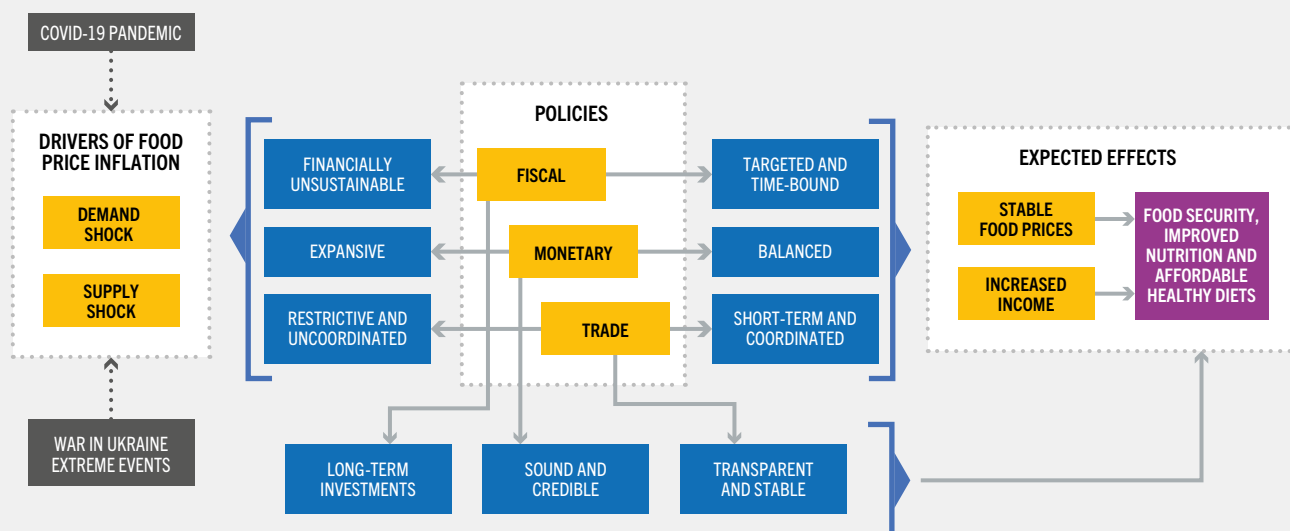 COVID-19 PANDEMIC
DRIVERS OF FOOD
PRICE INFLATION
DEMAND
SHOCK
SUPPLY
SHOCK
WAR IN UKRAINE
EXTREME EVENTS
POLICIES
FINANCIALLY
UNSUSTAINABLE
FISCAL
TARGETED AND
TIME-BOUND
EXPANSIVE
MONETARY
BALANCED
RESTRICTIVE AND
UNCOORDINATED
TRADE
SHORT-TERM AND
COORDINATED
LONG-TERM
INVESTMENTS
SOUND AND
CREDIBLE
TRANSPARENT
AND STABLE
EXPECTED EFFECTS
STABLE
FOOD PRICES
INCREASED
INCOME
FOOD SECURITY,
IMPROVED
NUTRITION AND
AFFORDABLE
HEALTHY DIETS